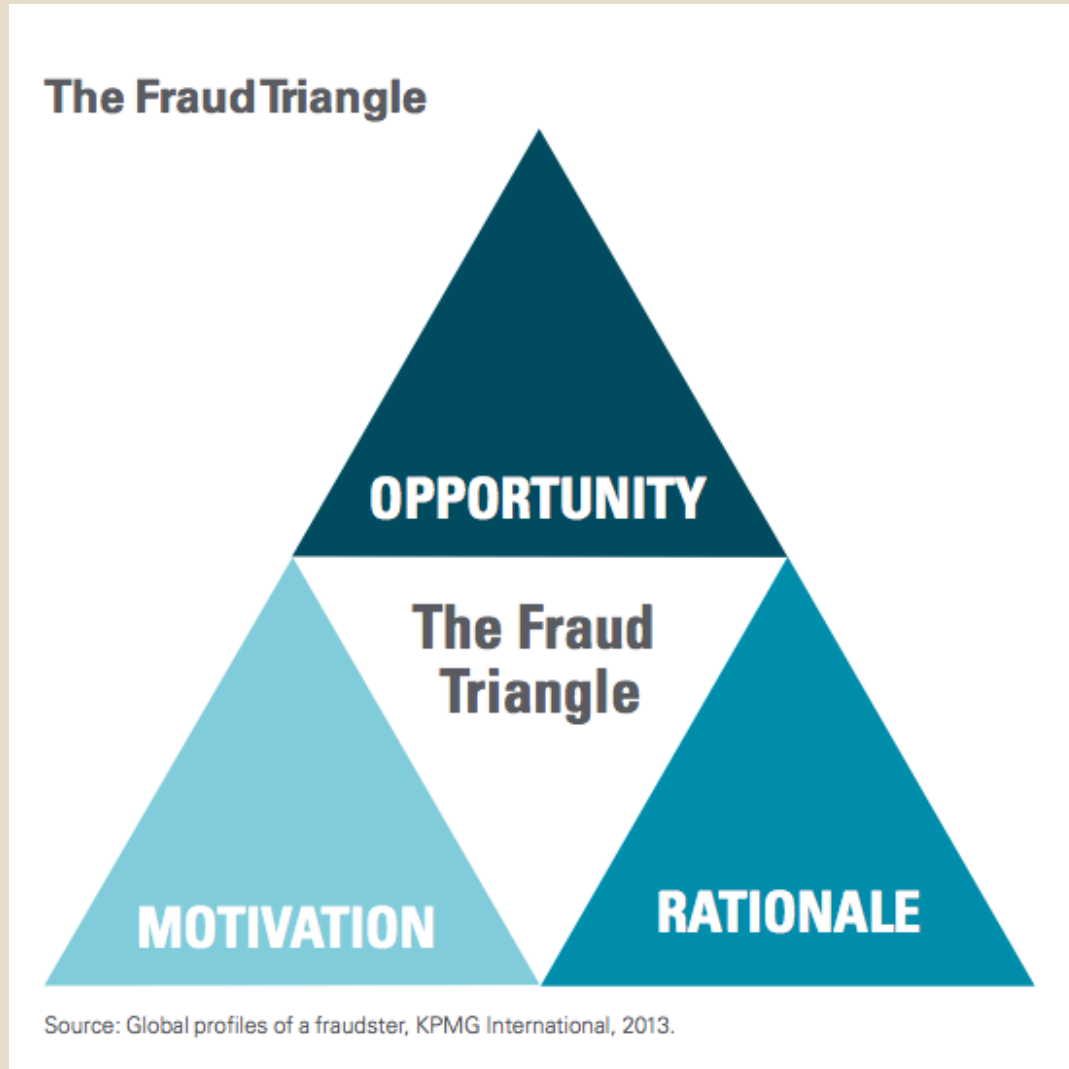 The Fraud Triangle
OPPORTUNITY
The Fraud
Triangle
MOTIVATION
RATIONALE
Source: Global profiles of a fraudster, KPMG International, 2013.